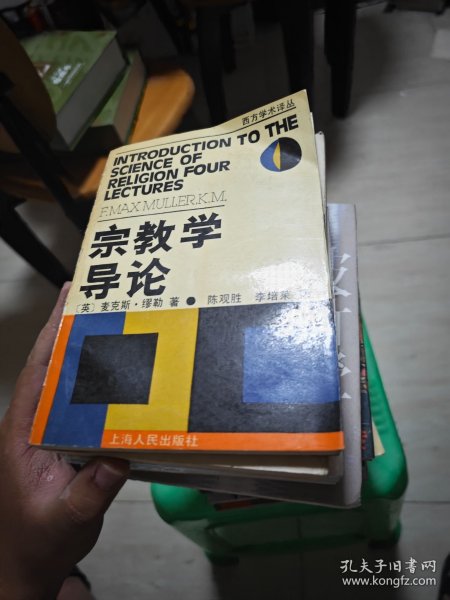 西方学术译丛
INTRODUCTION TO THE
SCIENCE OF
RELIGION FOUR
LECTURES
F.MAX MULLER,K.M.
宗教学
导论
〔英〕麦克斯·缪勒 著 ● 陈观胜 李培茱
上海人民出版社
孔夫子旧书网
www.kongfz.com